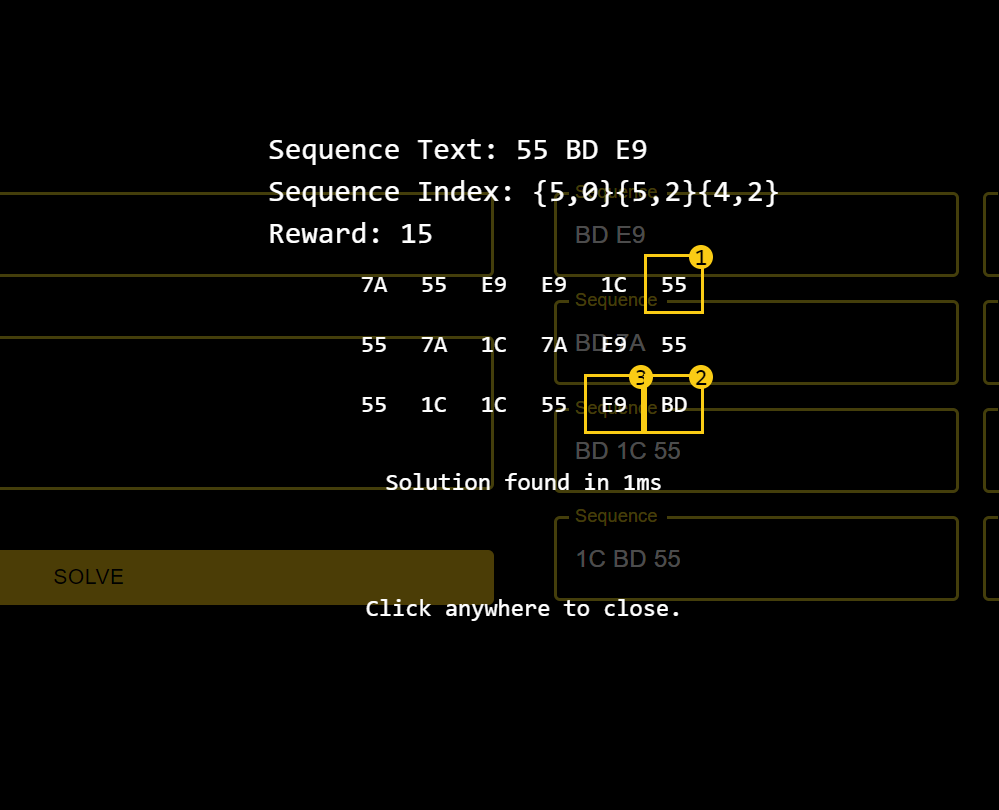 Sequence Text: 55 BD E9
Sequence
Sequence Index: {5,0}{5,2}{4,2}
BD E9
Reward: 15
1
7A 55 E9 E9 1C 55
Sequence
BD 7A
55 7A 1C 7A E9 55
3 2
Sequence
55 1C 1C 55 E9 BD
BD 1C 55
Solution found in 1ms
Sequence
1C BD 55
SOLVE
Click anywhere to close.